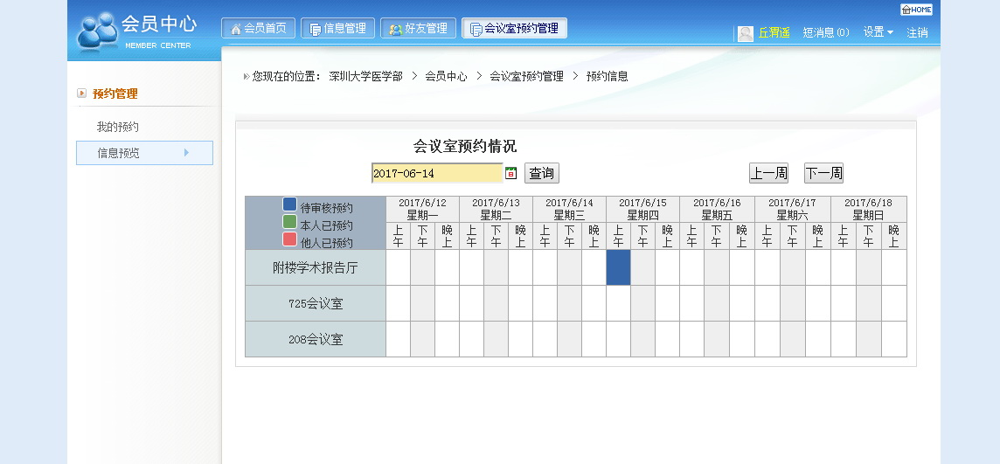 会员中心
MEMBER CENTER
会员首页
信息管理
好友管理
会议室预约管理
HOME
丘渭遥
短消息(0)
设置
注销
您现在的位置： 深圳大学医学部 > 会员中心 > 会议室预约管理 > 预约信息
预约管理
我的预约
信息预览
会议室预约情况
2017-06-14
查询
上一周
下一周
待审核预约
本人已预约
他人已预约
2017/6/12 星期一
2017/6/13 星期二
2017/6/14 星期三
2017/6/15 星期四
2017/6/16 星期五
2017/6/17 星期六
2017/6/18 星期日
上午 下午 晚上 上午 下午 晚上 上午 下午 晚上 上午 下午 晚上 上午 下午 晚上 上午 下午 晚上 上午 下午 晚上
附楼学术报告厅
725会议室
208会议室